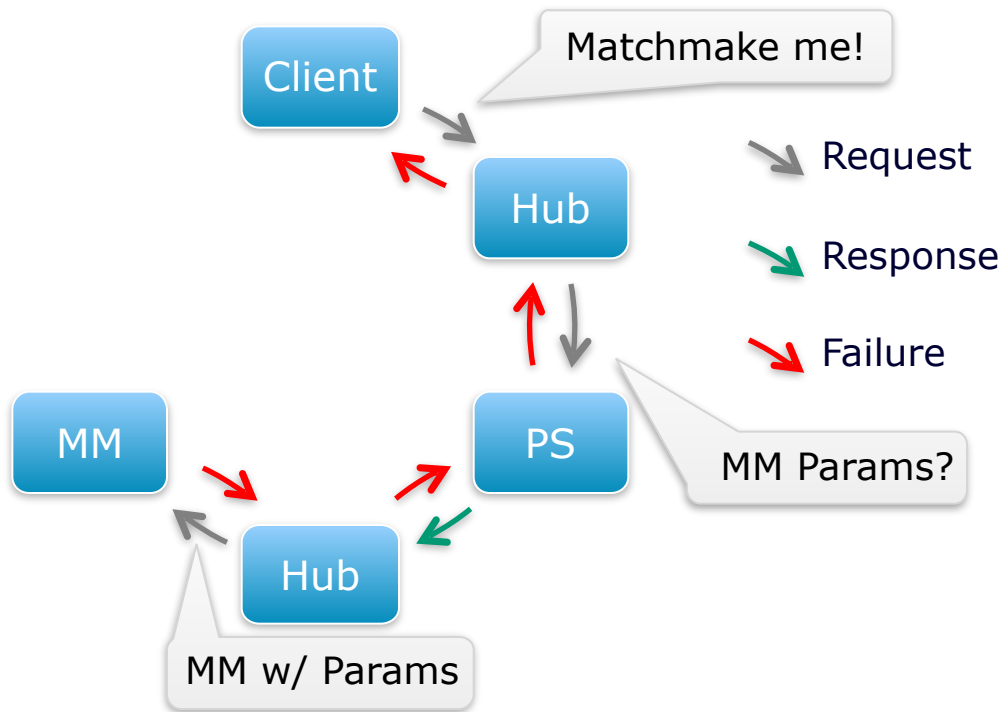 Matchmake me!
Client
Request
Hub
Response
Failure
MM
PS
MM Params?
Hub
MM w/ Params